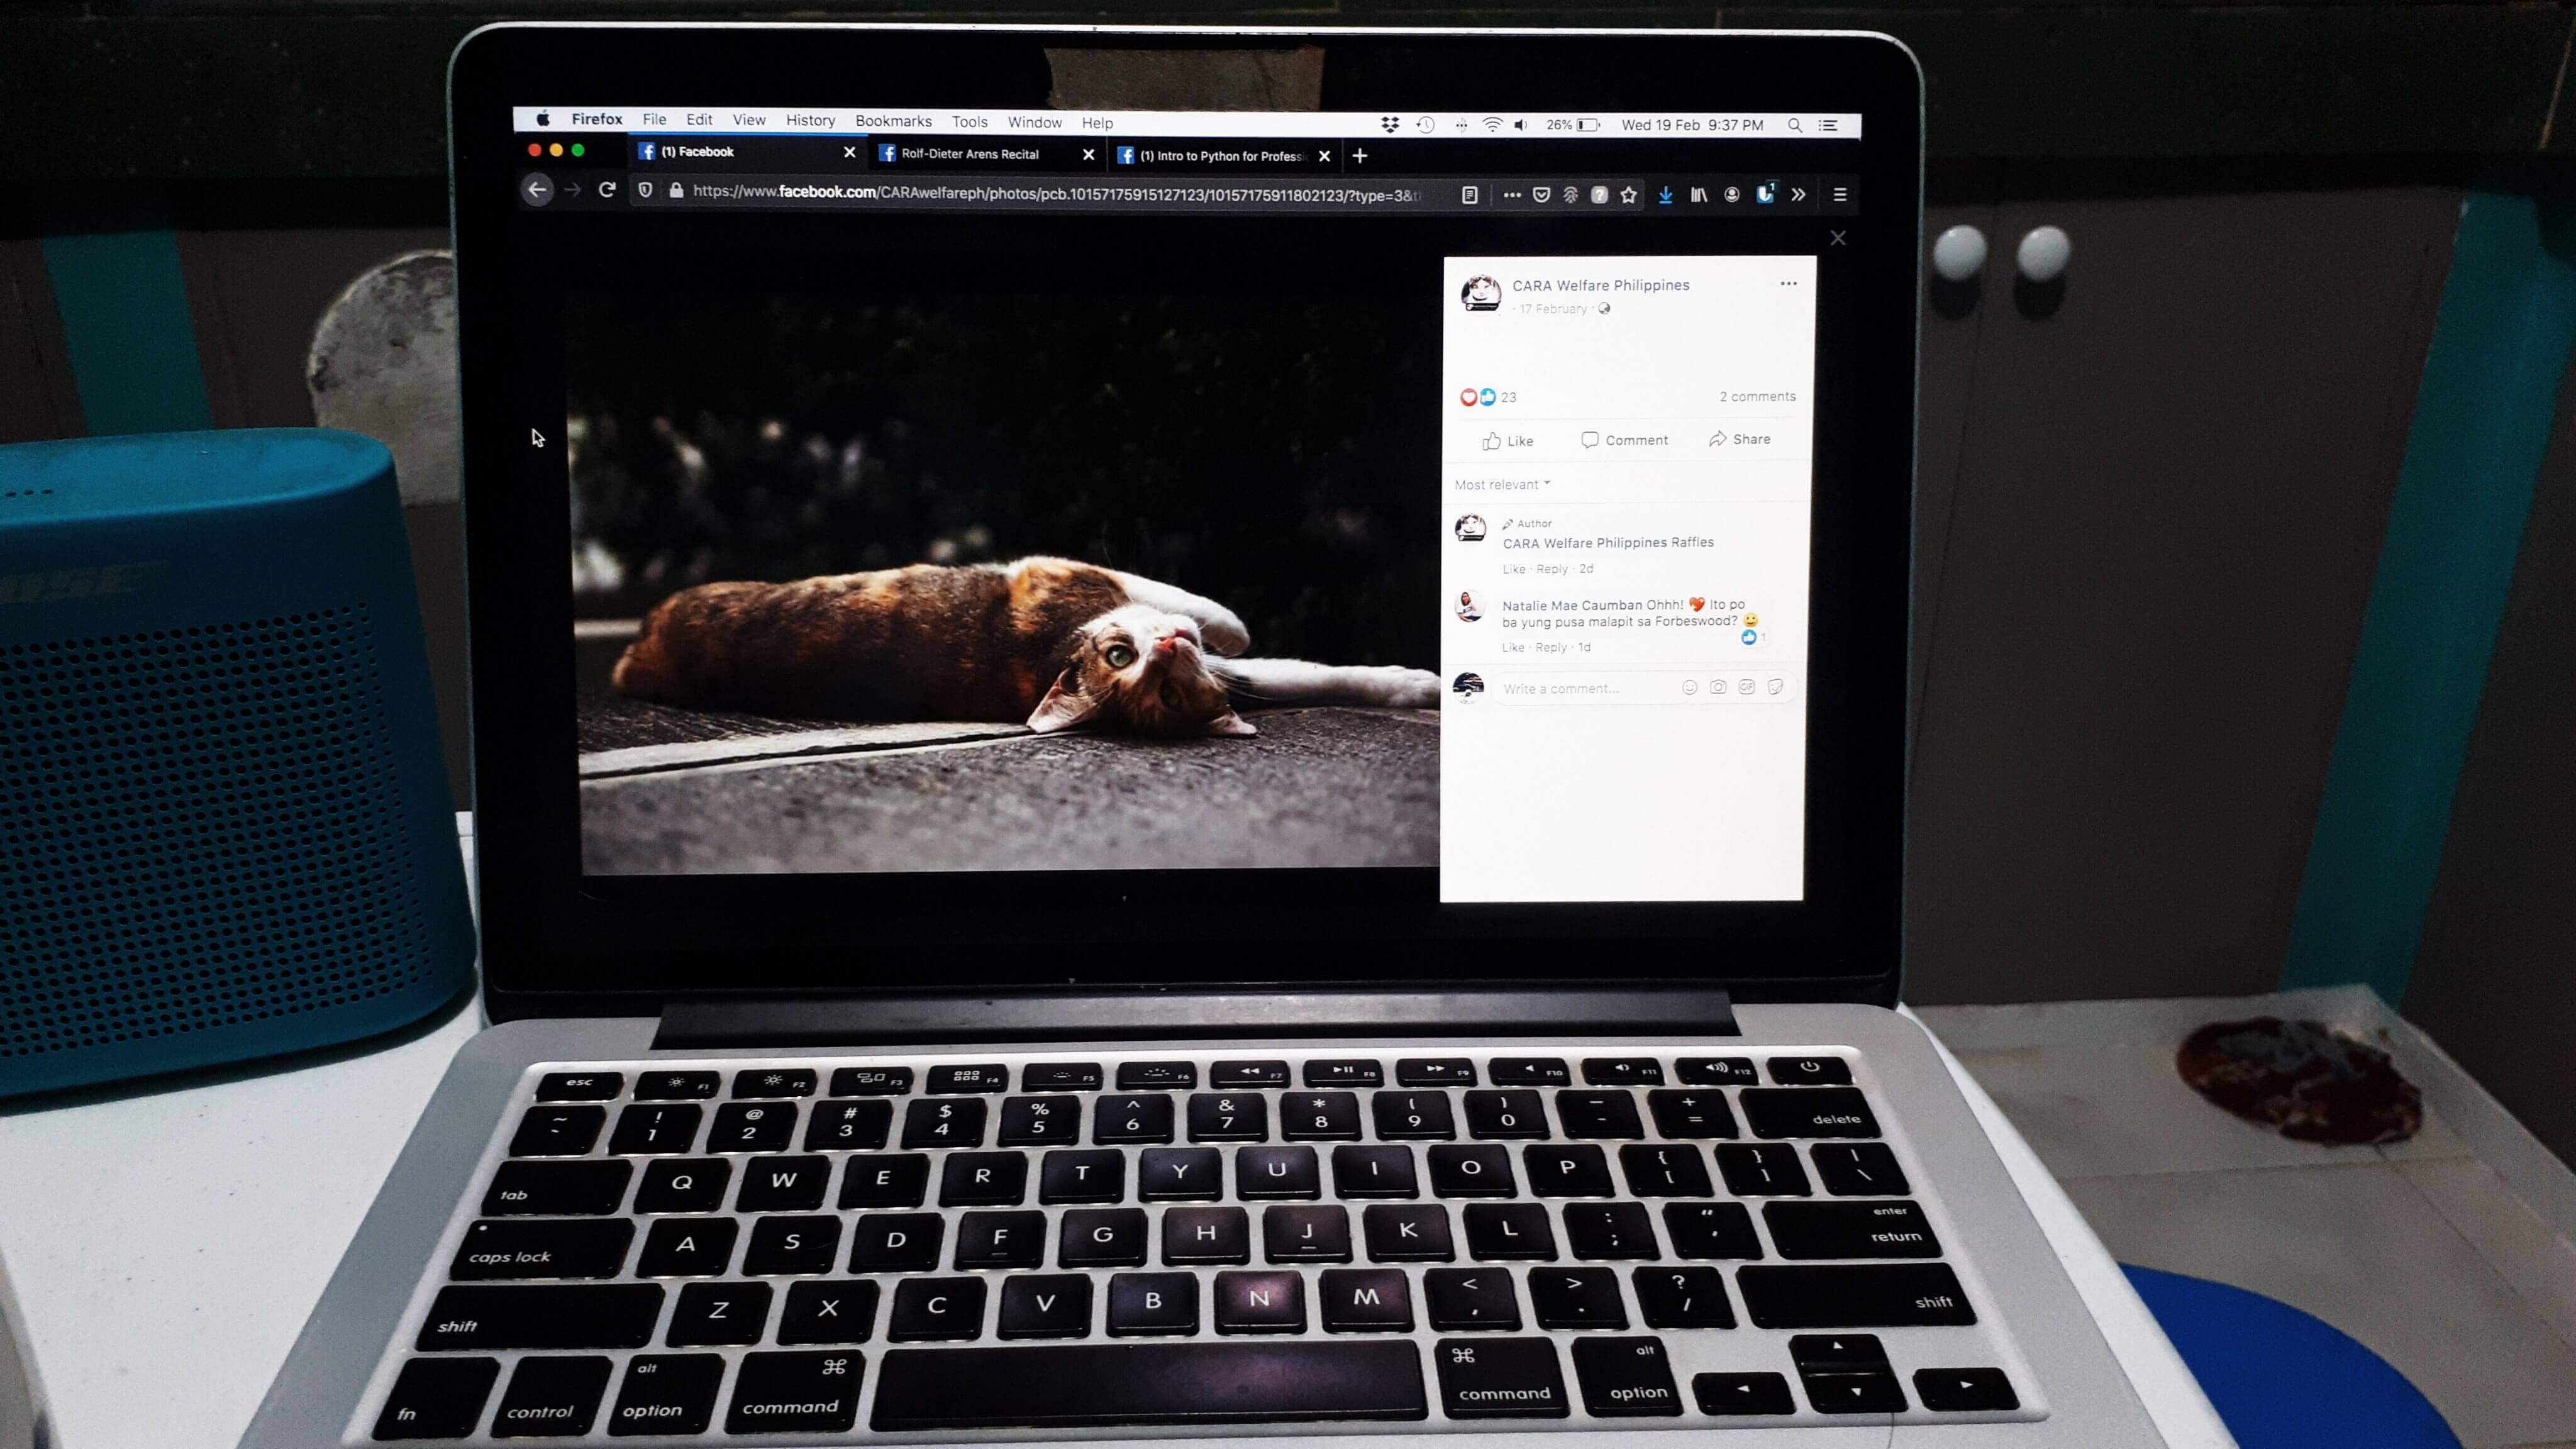 Firefox File Edit View History Bookmarks Tools Window Help 26% Wed 19 Feb 9:37 PM
(1) Facebook
Rolf-Dieter Arens Recital
(1) Intro to Python for Professi
https://www.facebook.com/CARAwelfareph/photos/pcb.10157175915127123/10157175911802123/?type=3&t
1
CARA Welfare Philippines
· 17 February ·
23 2 comments
Like Comment Share
Most relevant
Author
CARA Welfare Philippines Raffles
Like · Reply · 2d
Natalie Mae Caumban Ohhh! Ito po
ba yung pusa malapit sa Forbeswood?
1
Like · Reply · 1d
Write a comment... GIF
BOSE
esc F1 F2 F3 F4 F5 F6 F7 F8 F9 F10 F11 F12
~ ! @ # $ % ^ & * ( ) _ +
` 1 2 3 4 5 6 7 8 9 0 - = delete
tab Q W E R T Y U I O P { [ } ] | \
caps lock A S D F G H J K L : ; " ' enter return
shift Z X C V B N M < , > . ? / shift
fn control alt option ⌘ command ⌘ command alt option